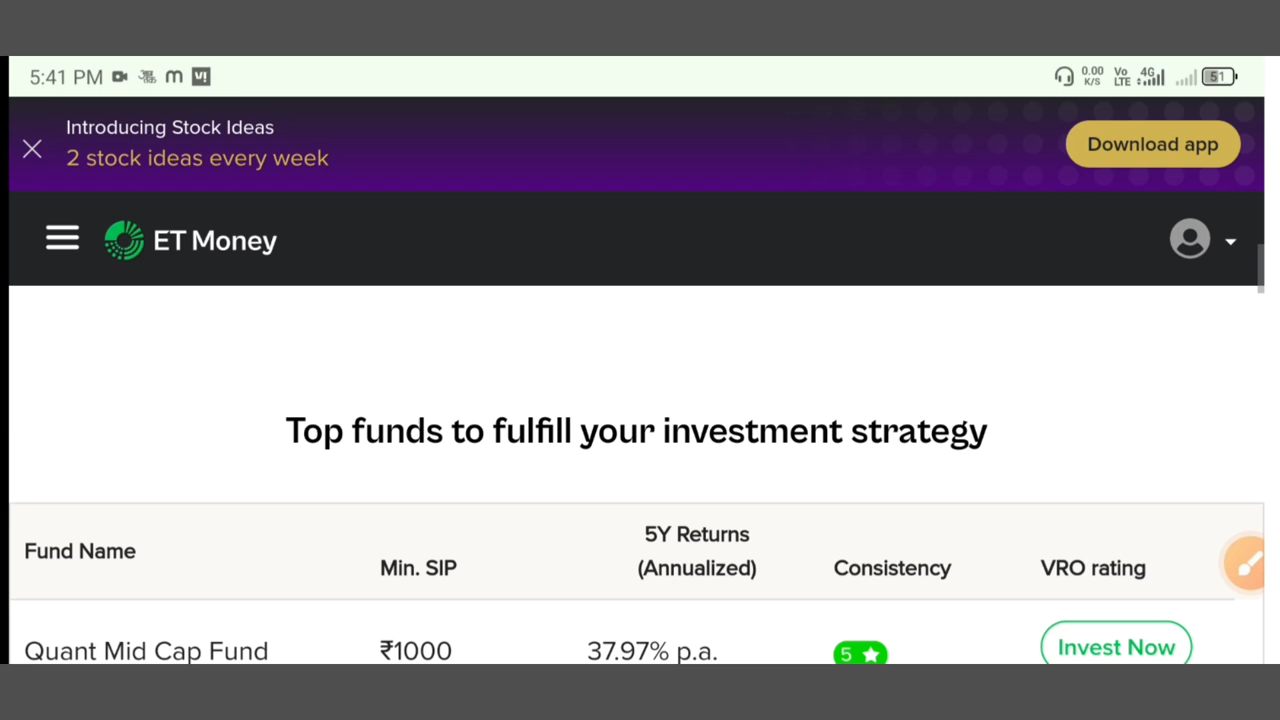 5:41 PM
0.00 K/S Vo LTE 4G 51
Introducing Stock Ideas
2 stock ideas every week
Download app
ET Money
Top funds to fulfill your investment strategy
Fund Name
Min. SIP
5Y Returns
(Annualized)
Consistency
VRO rating
Quant Mid Cap Fund
₹1000
37.97% p.a.
5
Invest Now